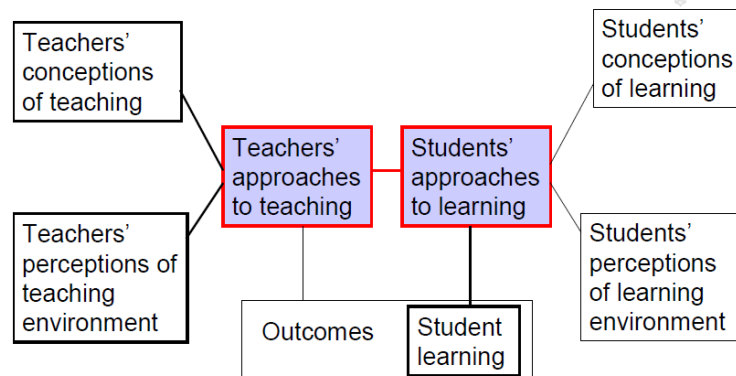 Teachers’
conceptions
of teaching
Students’
conceptions
of learning
Teachers’
approaches
to teaching
Students’
approaches
to learning
Teachers’
perceptions of
teaching
environment
Students’
perceptions
of learning
environment
Outcomes
Student
learning